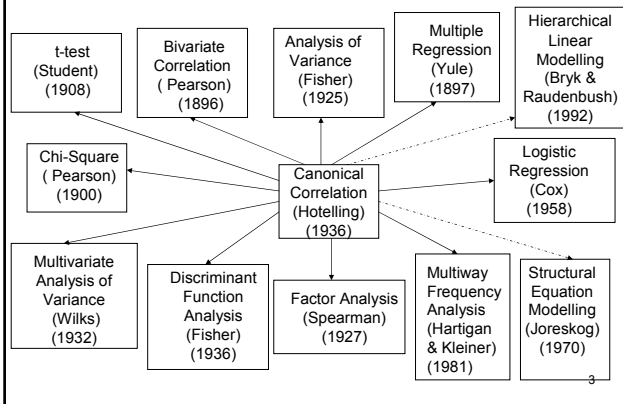 t-test
(Student)
(1908)
Bivariate
Correlation
( Pearson)
(1896)
Analysis of
Variance
(Fisher)
(1925)
Multiple
Regression
(Yule)
(1897)
Hierarchical
Linear
Modelling
(Bryk &
Raudenbush)
(1992)
Chi-Square
( Pearson)
(1900)
Canonical
Correlation
(Hotelling)
(1936)
Logistic
Regression
(Cox)
(1958)
Multivariate
Analysis of
Variance
(Wilks)
(1932)
Discriminant
Function
Analysis
(Fisher)
(1936)
Factor Analysis
(Spearman)
(1927)
Multiway
Frequency
Analysis
(Hartigan
& Kleiner)
(1981)
Structural
Equation
Modelling
(Joreskog)
(1970)
3